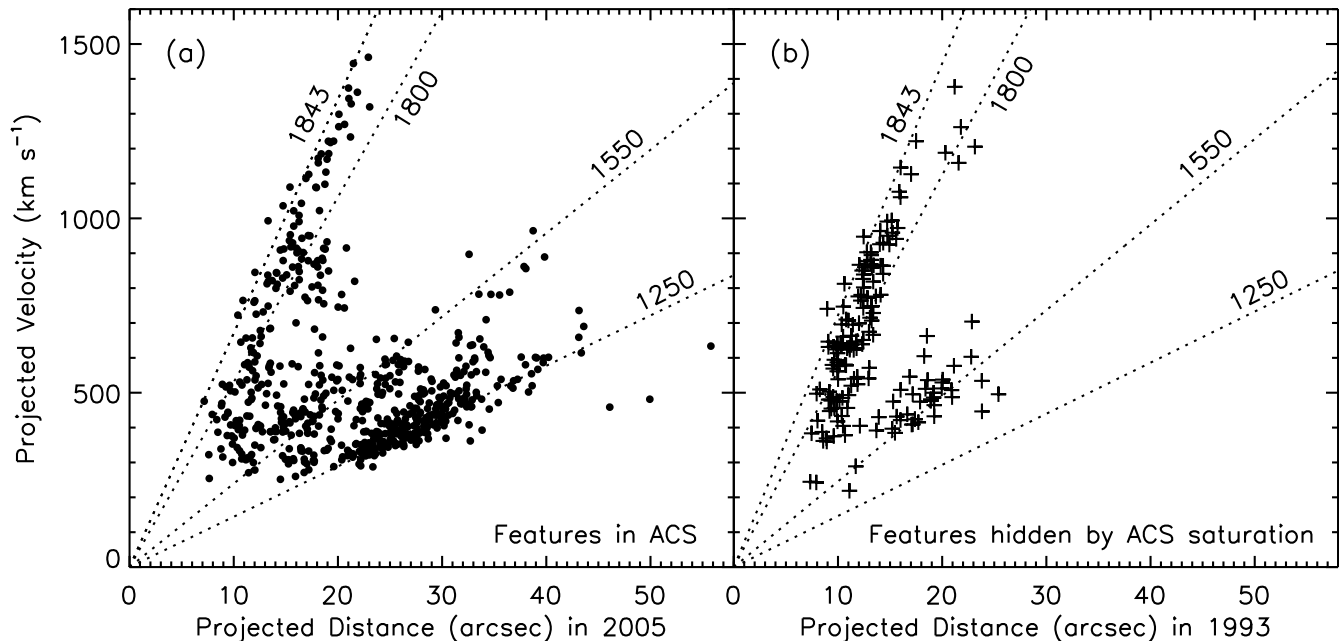 (a)
1843
1800
1550
1250
Features in ACS
1500
1000
500
0
Projected Velocity (km s⁻¹)
0 10 20 30 40 50
Projected Distance (arcsec) in 2005
(b)
1843
1800
1550
1250
Features hidden by ACS saturation
0 10 20 30 40 50
Projected Distance (arcsec) in 1993